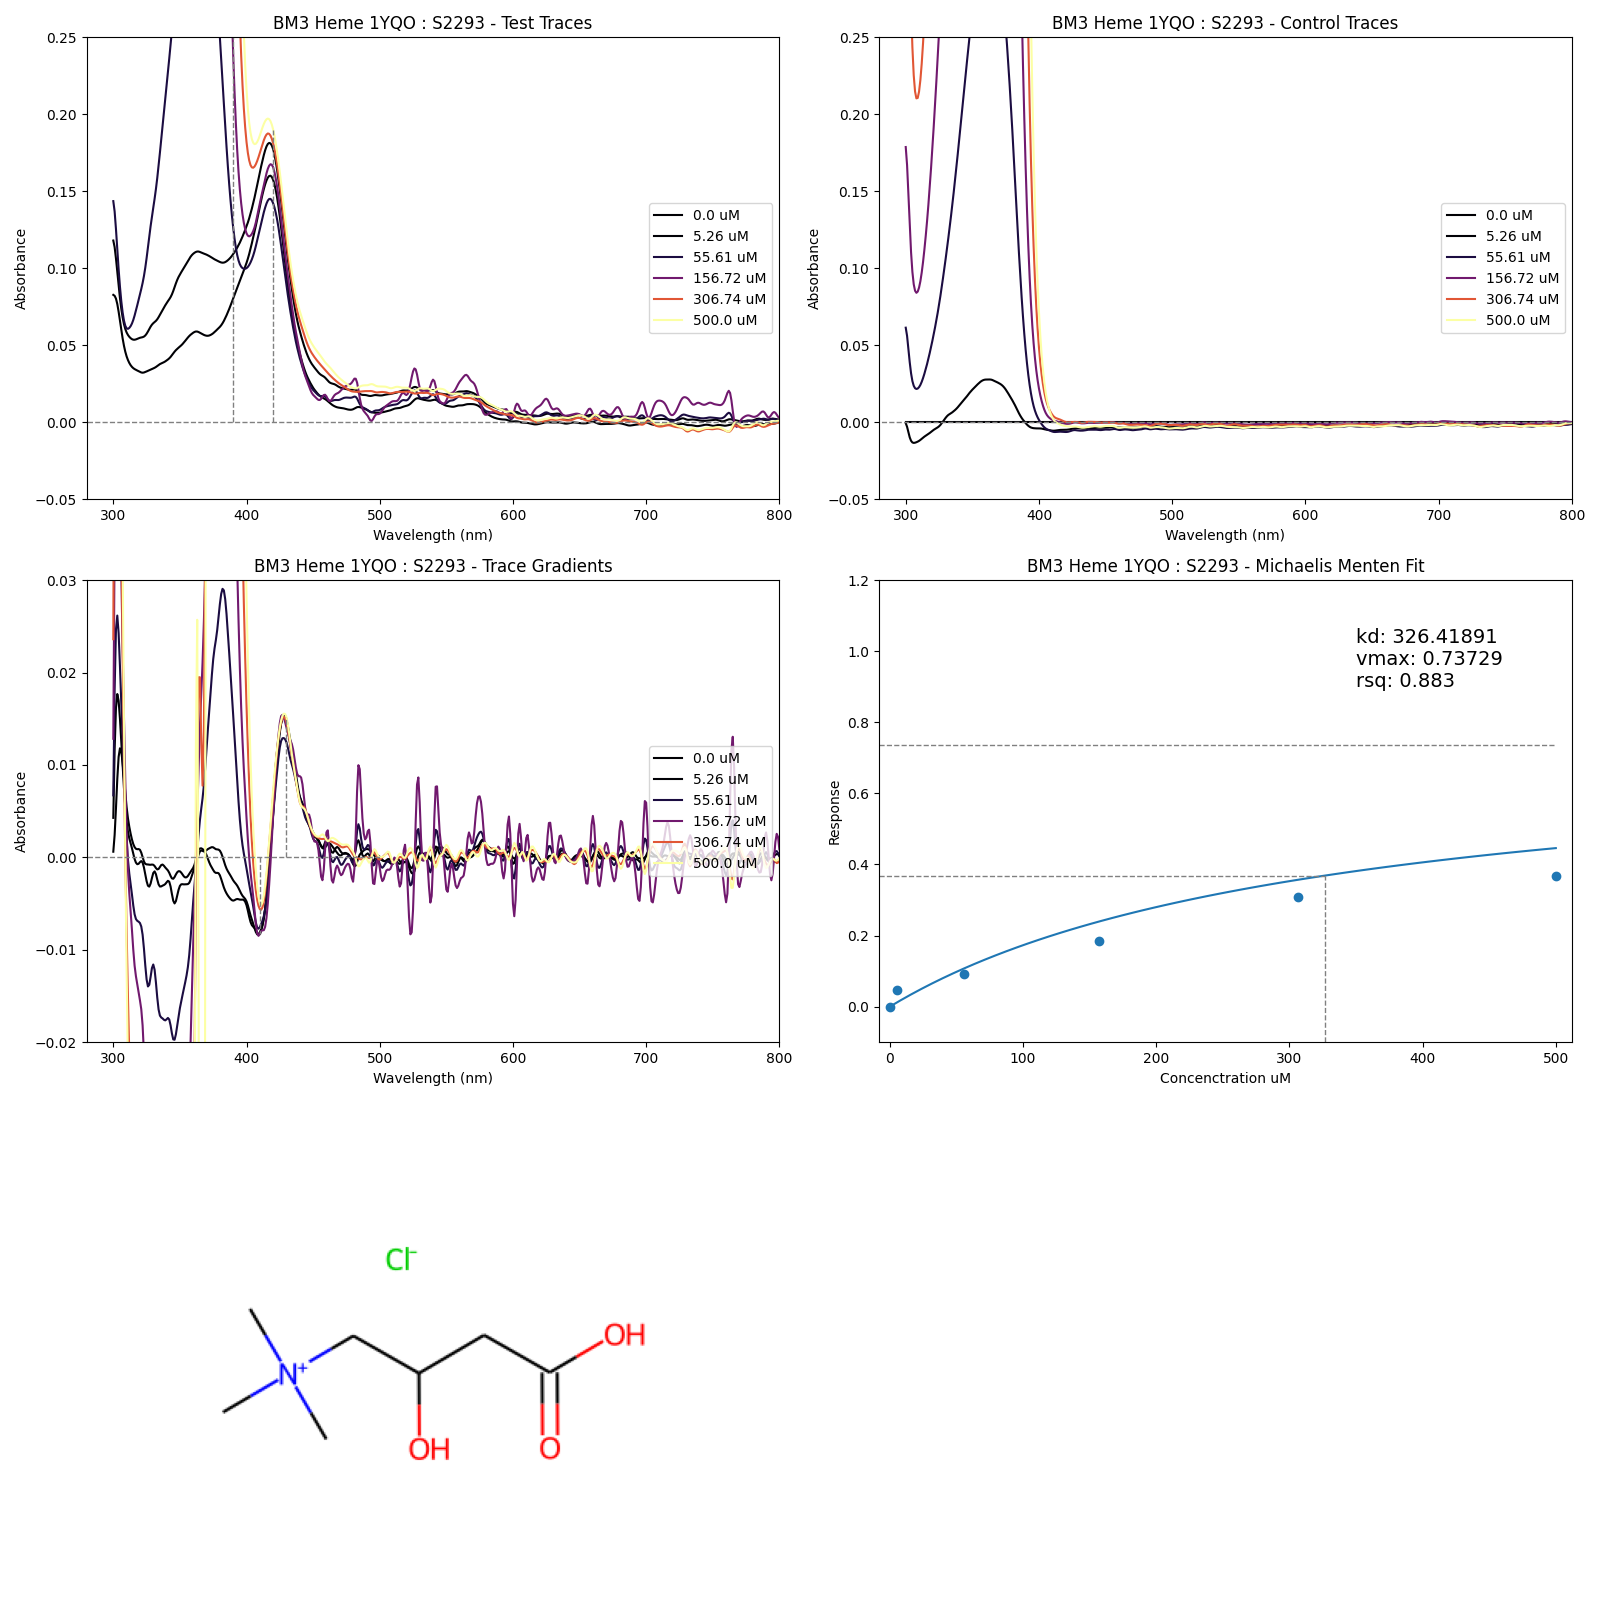 BM3 Heme 1YQO : S2293 - Test Traces
0.25
0.20
0.15
0.10
0.05
0.00
−0.05
Absorbance
300
400
500
600
700
800
Wavelength (nm)
0.0 uM
5.26 uM
55.61 uM
156.72 uM
306.74 uM
500.0 uM
BM3 Heme 1YQO : S2293 - Control Traces
0.25
0.20
0.15
0.10
0.05
0.00
−0.05
Absorbance
300
400
500
600
700
800
Wavelength (nm)
0.0 uM
5.26 uM
55.61 uM
156.72 uM
306.74 uM
500.0 uM
BM3 Heme 1YQO : S2293 - Trace Gradients
0.03
0.02
0.01
0.00
−0.01
−0.02
Absorbance
300
400
500
600
700
800
Wavelength (nm)
0.0 uM
5.26 uM
55.61 uM
156.72 uM
306.74 uM
500.0 uM
BM3 Heme 1YQO : S2293 - Michaelis Menten Fit
1.2
1.0
0.8
0.6
0.4
0.2
0.0
Response
kd: 326.41891
vmax: 0.73729
rsq: 0.883
0
100
200
300
400
500
Concenctration uM
Cl⁻
OH
N⁺
OH
O